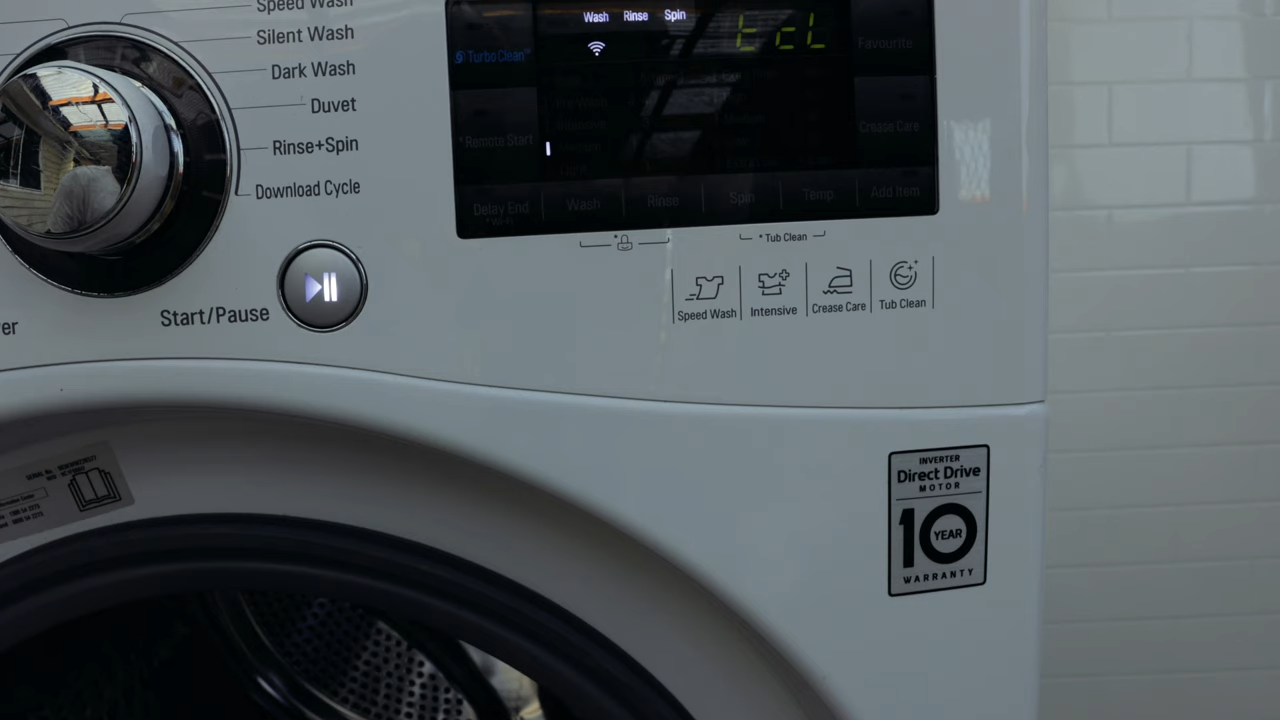 Speed Wash
Silent Wash
Dark Wash
Duvet
Rinse+Spin
Download Cycle
Start/Pause
Wash Rinse Spin
tcL
TurboClean
Favourite
Remote Start
Crease Care
Delay End
Wi-Fi
Wash
Rinse
Spin
Temp.
Add Item
* Tub Clean
Speed Wash
Intensive
Crease Care
Tub Clean
INVERTER
Direct Drive
MOTOR
10 YEAR
WARRANTY